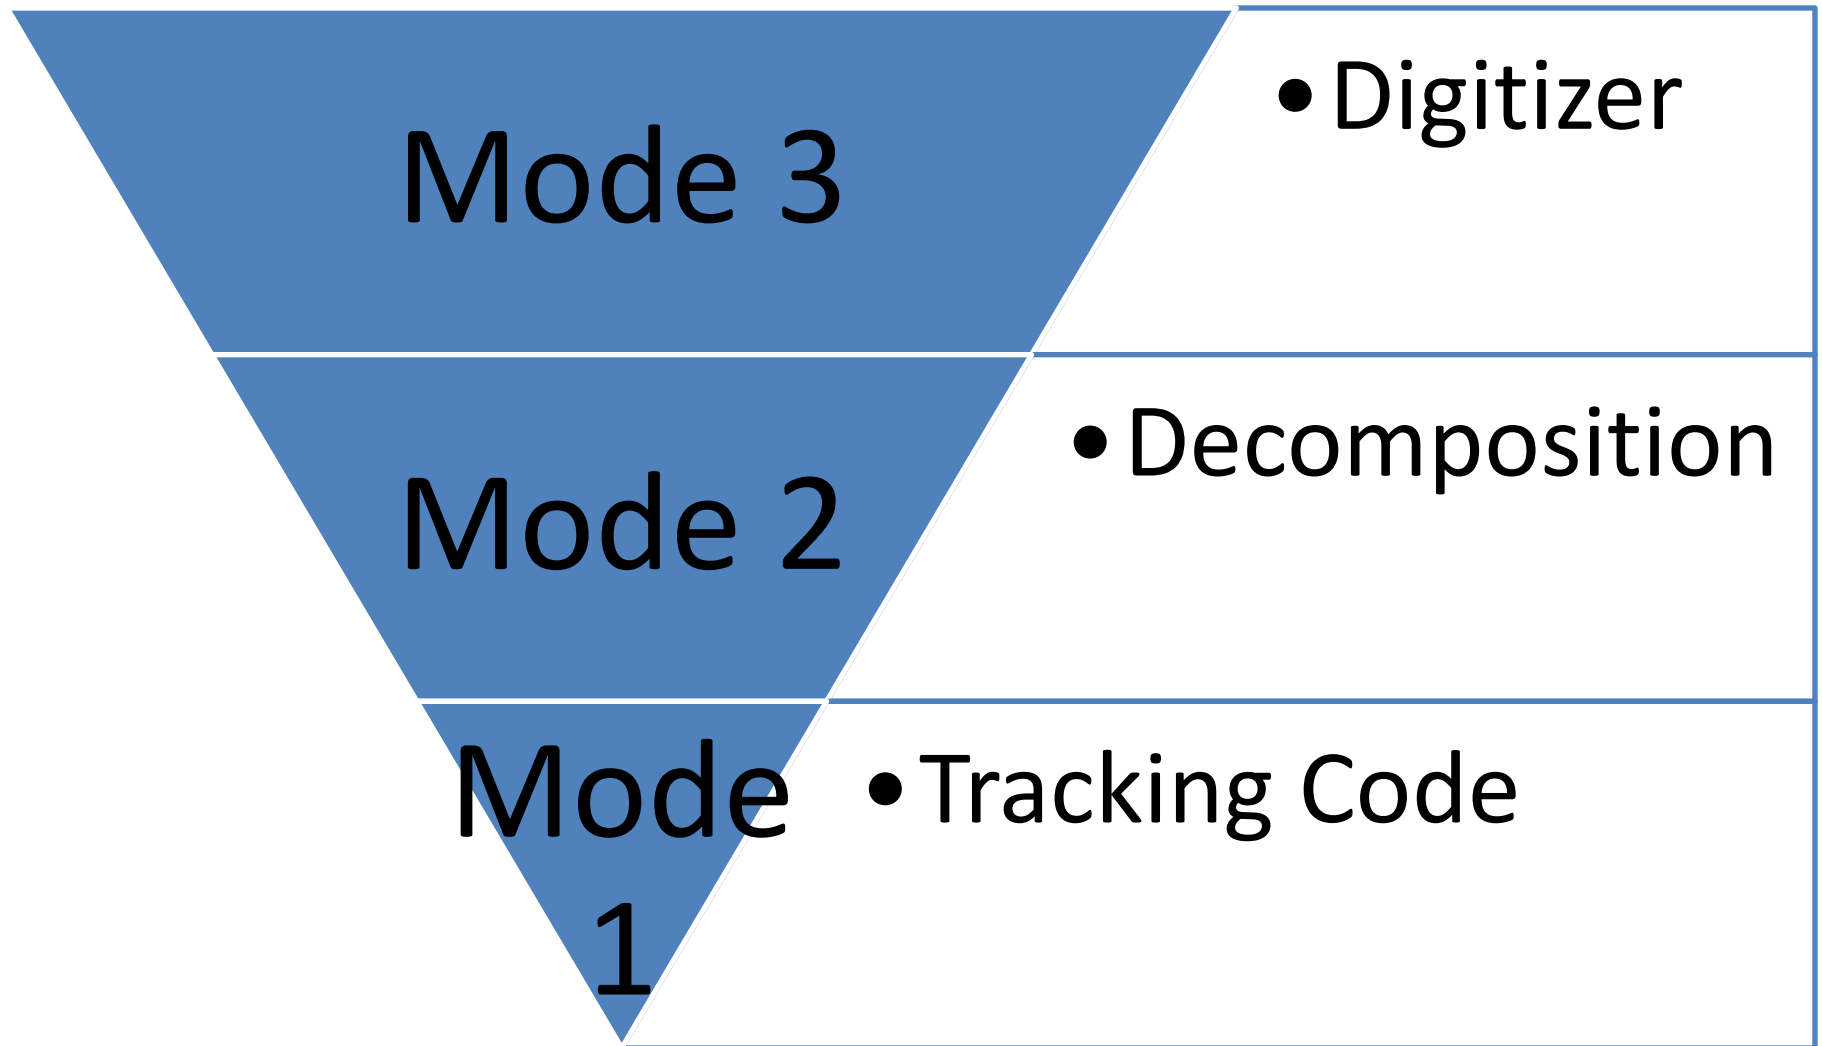 Mode 3
• Digitizer
Mode 2
• Decomposition
Mode
1
• Tracking Code